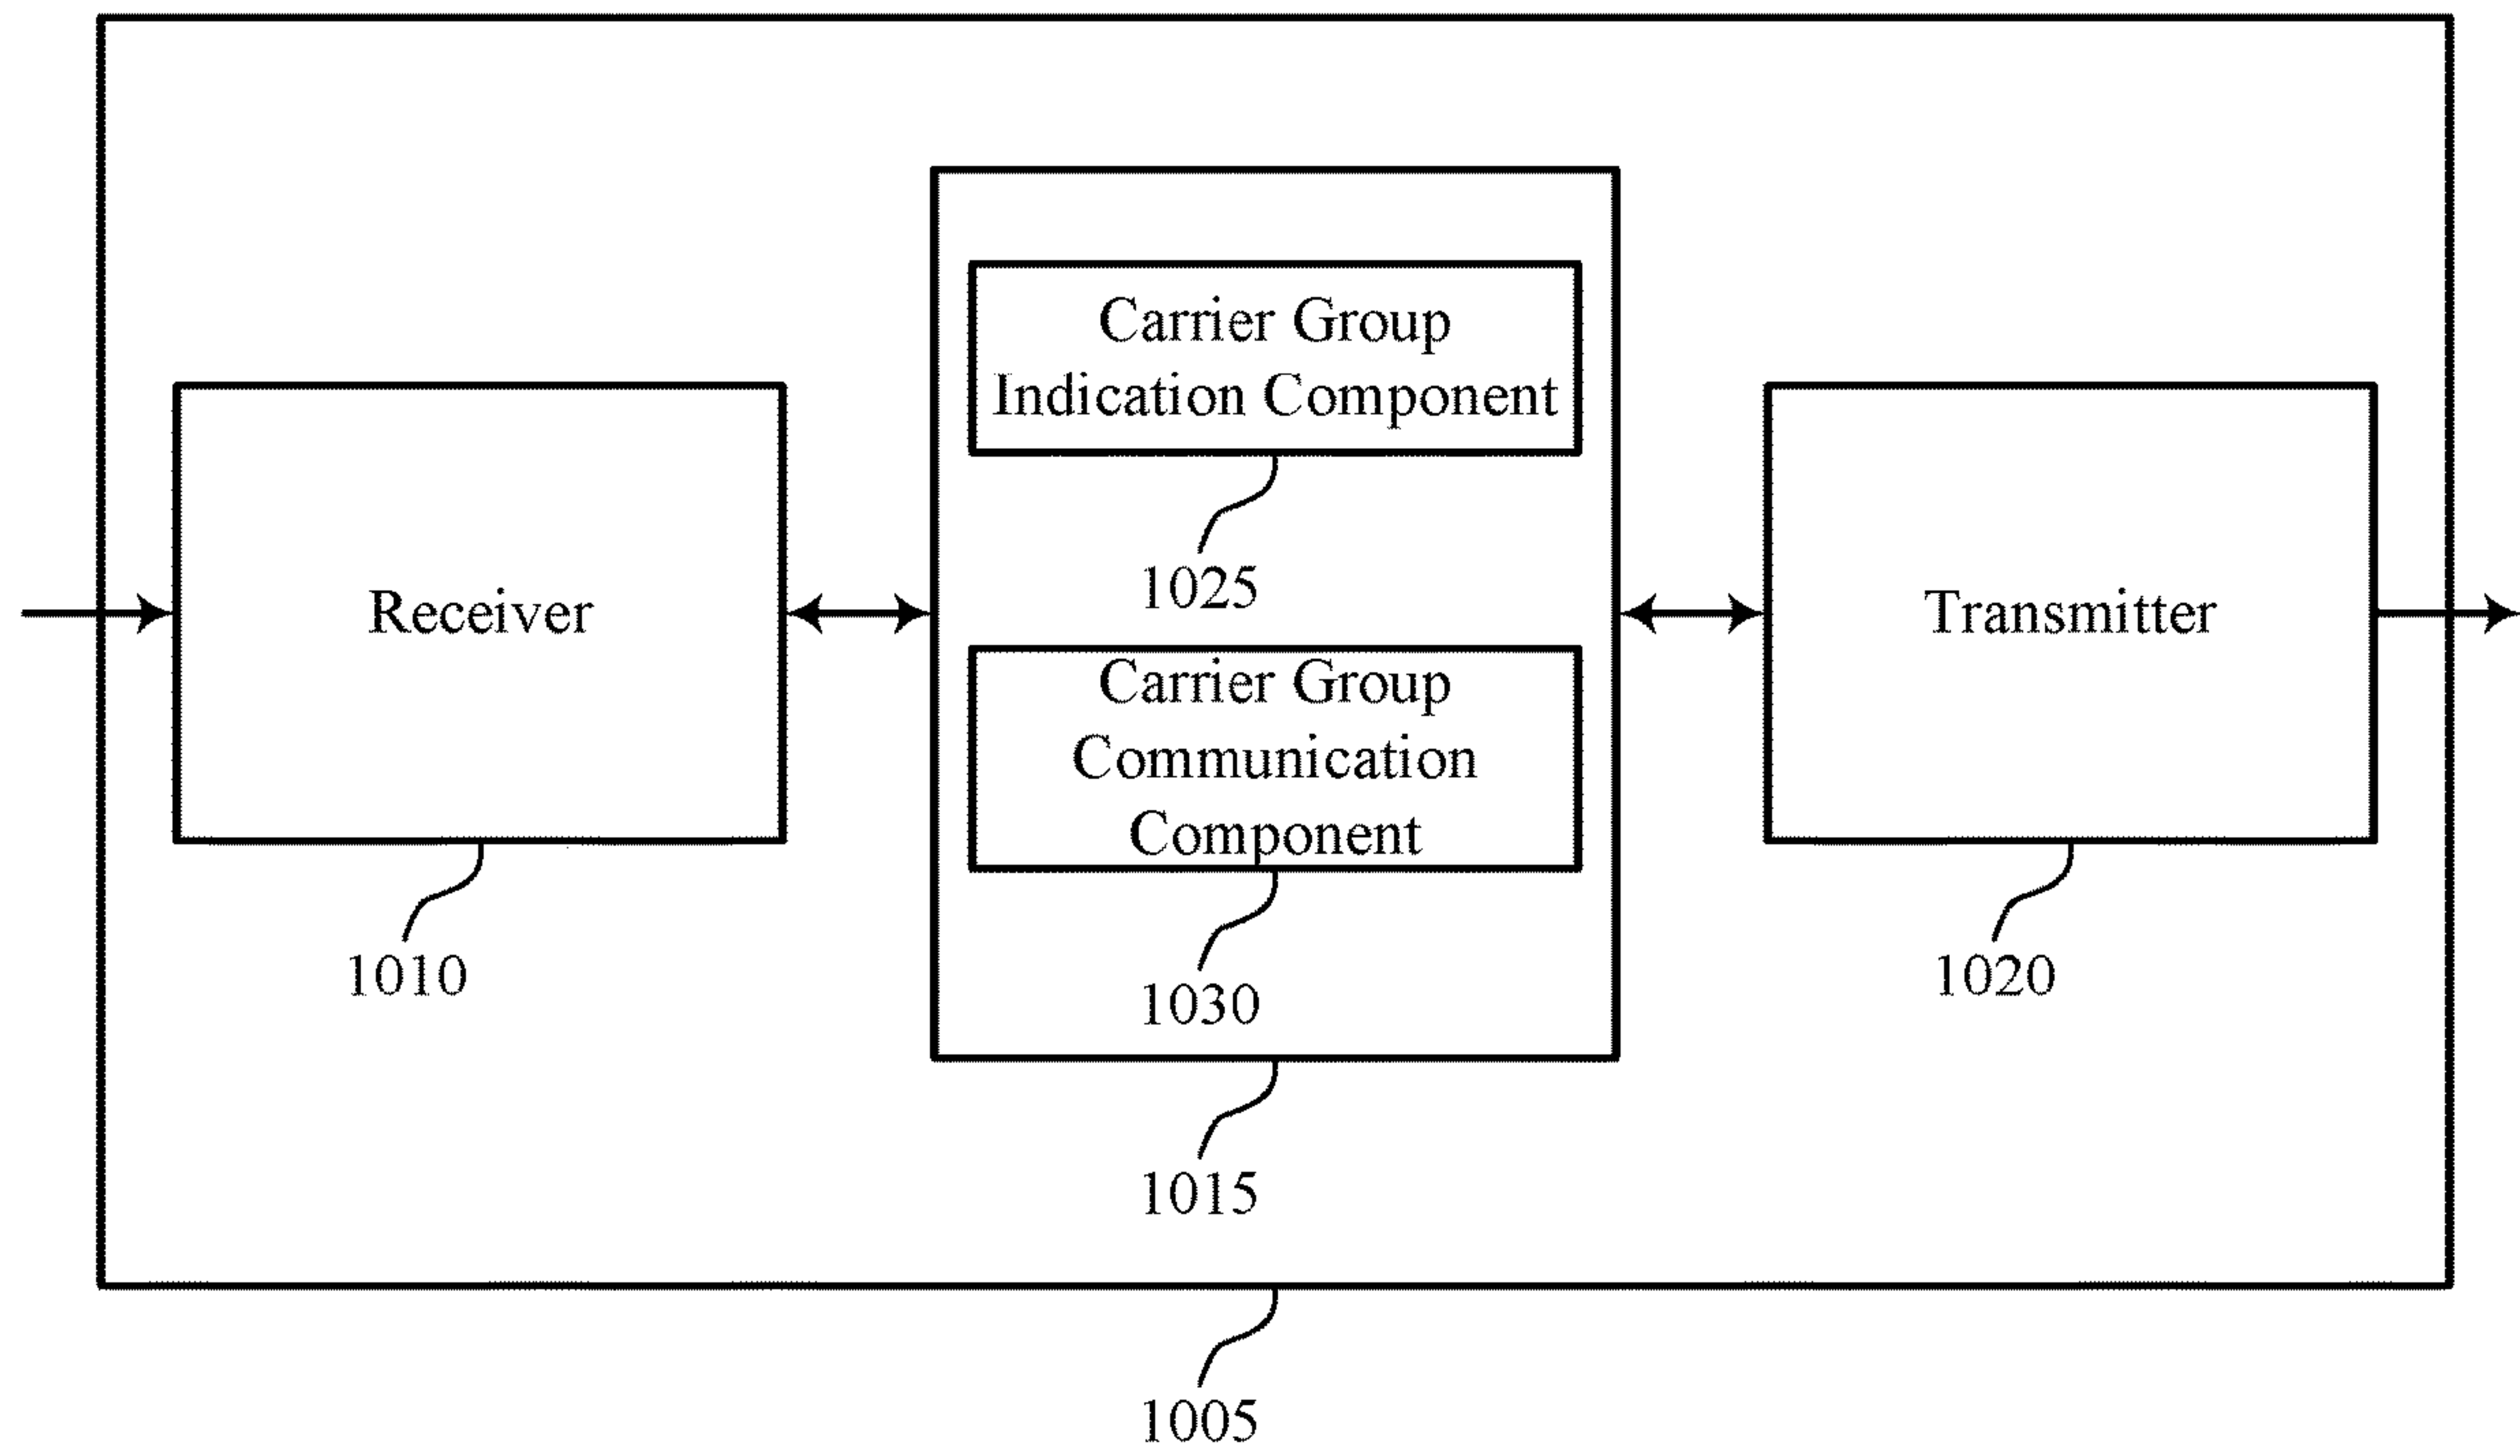 Carrier Group
Indication Component
1025
Receiver
1010
Carrier Group
Communication
Component
1030
Transmitter
1020
1015
1005